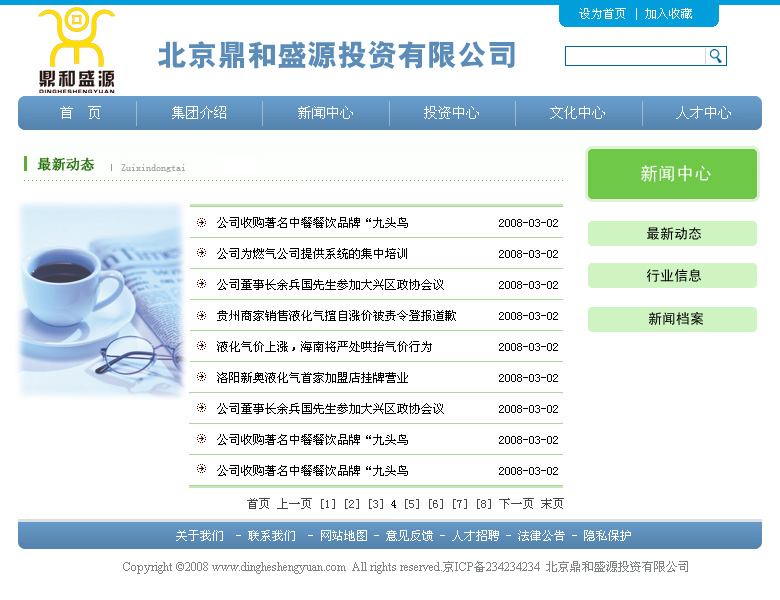 设为首页 | 加入收藏
鼎和盛源
DINGHESHENGYUAN
北京鼎和盛源投资有限公司
首 页 集团介绍 新闻中心 投资中心 文化中心 人才中心
最新动态 | Zuixindongtai
公司收购著名中餐餐饮品牌“九头鸟 2008-03-02
公司为燃气公司提供系统的集中培训 2008-03-02
公司董事长余兵国先生参加大兴区政协会议 2008-03-02
贵州商家销售液化气擅自涨价被责令登报道歉 2008-03-02
液化气价上涨，海南将严处哄抬气价行为 2008-03-02
洛阳新奥液化气首家加盟店挂牌营业 2008-03-02
公司董事长余兵国先生参加大兴区政协会议 2008-03-02
公司收购著名中餐餐饮品牌“九头鸟 2008-03-02
公司收购著名中餐餐饮品牌“九头鸟 2008-03-02
首页 上一页 [1] [2] [3] 4 [5] [6] [7] [8] 下一页 末页
新闻中心
最新动态
行业信息
新闻档案
关于我们 - 联系我们 - 网站地图 - 意见反馈 - 人才招聘 - 法律公告 - 隐私保护
Copyright ©2008 www.dingheshengyuan.com All rights reserved.京ICP备234234234 北京鼎和盛源投资有限公司